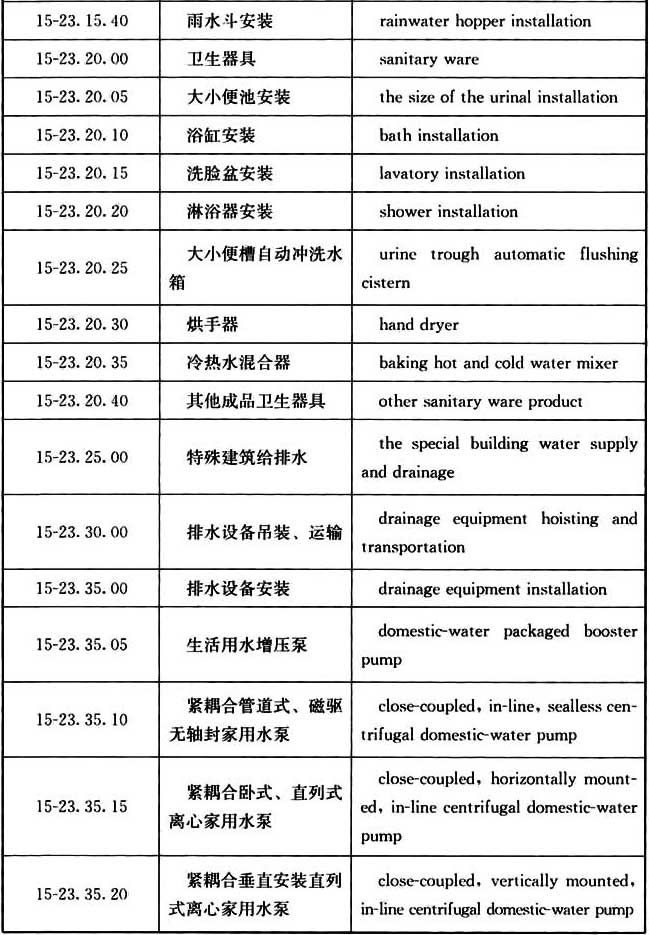 15-23.15.40 雨水斗安装 rainwater hopper installation
15-23.20.00 卫生器具 sanitary ware
15-23.20.05 大小便池安装 the size of the urinal installation
15-23.20.10 浴缸安装 bath installation
15-23.20.15 洗脸盆安装 lavatory installation
15-23.20.20 淋浴器安装 shower installation
15-23.20.25 大小便槽自动冲洗水 urine trough automatic flushing
箱 cistern
15-23.20.30 烘手器 hand dryer
15-23.20.35 冷热水混合器 baking hot and cold water mixer
15-23.20.40 其他成品卫生器具 other sanitary ware product
15-23.25.00 特殊建筑给排水 the special building water supply
and drainage
15-23.30.00 排水设备吊装、运输 drainage equipment hoisting and
transportation
15-23.35.00 排水设备安装 drainage equipment installation
15-23.35.05 生活用水增压泵 domestic-water packaged booster
pump
15-23.35.10 紧耦合管道式、磁驱 close-coupled, in-line, sealless cen-
无轴封家用水泵 trifugal domestic-water pump
15-23.35.15 紧耦合卧式、直列式 close-coupled, horizontally mount-
离心家用水泵 ed, in-line centrifugal domestic-water
pump
15-23.35.20 紧耦合垂直安装直列 close-coupled, vertically mounted,
式离心家用水泵 in-line centrifugal domestic-water pump